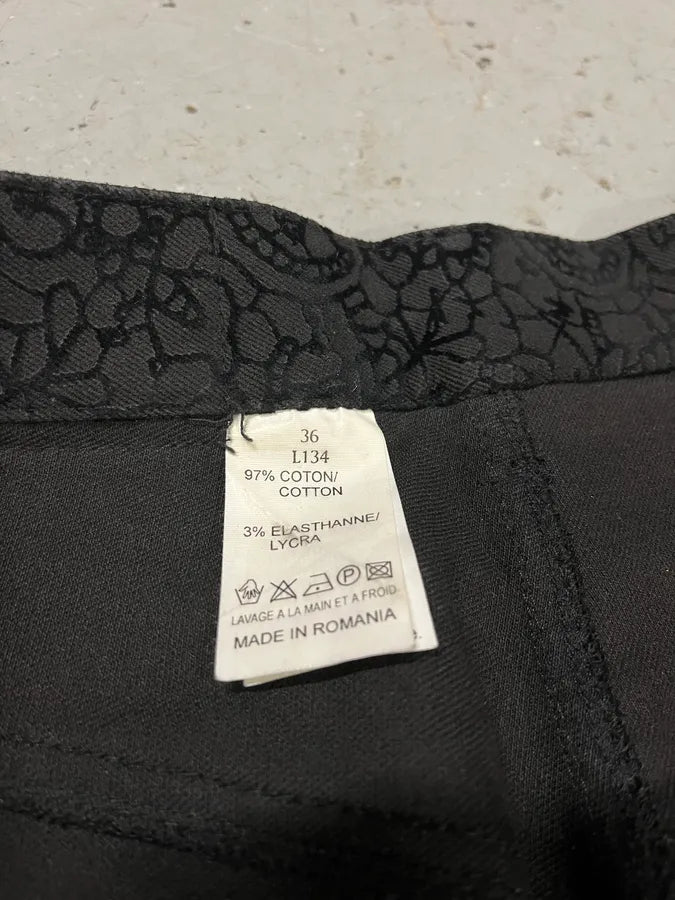 36
L134
97% COTON/
COTTON
3% ELASTHANNE/
LYCRA
P
LAVAGE A LA MAIN ET A FROID
MADE IN ROMANIA
e.